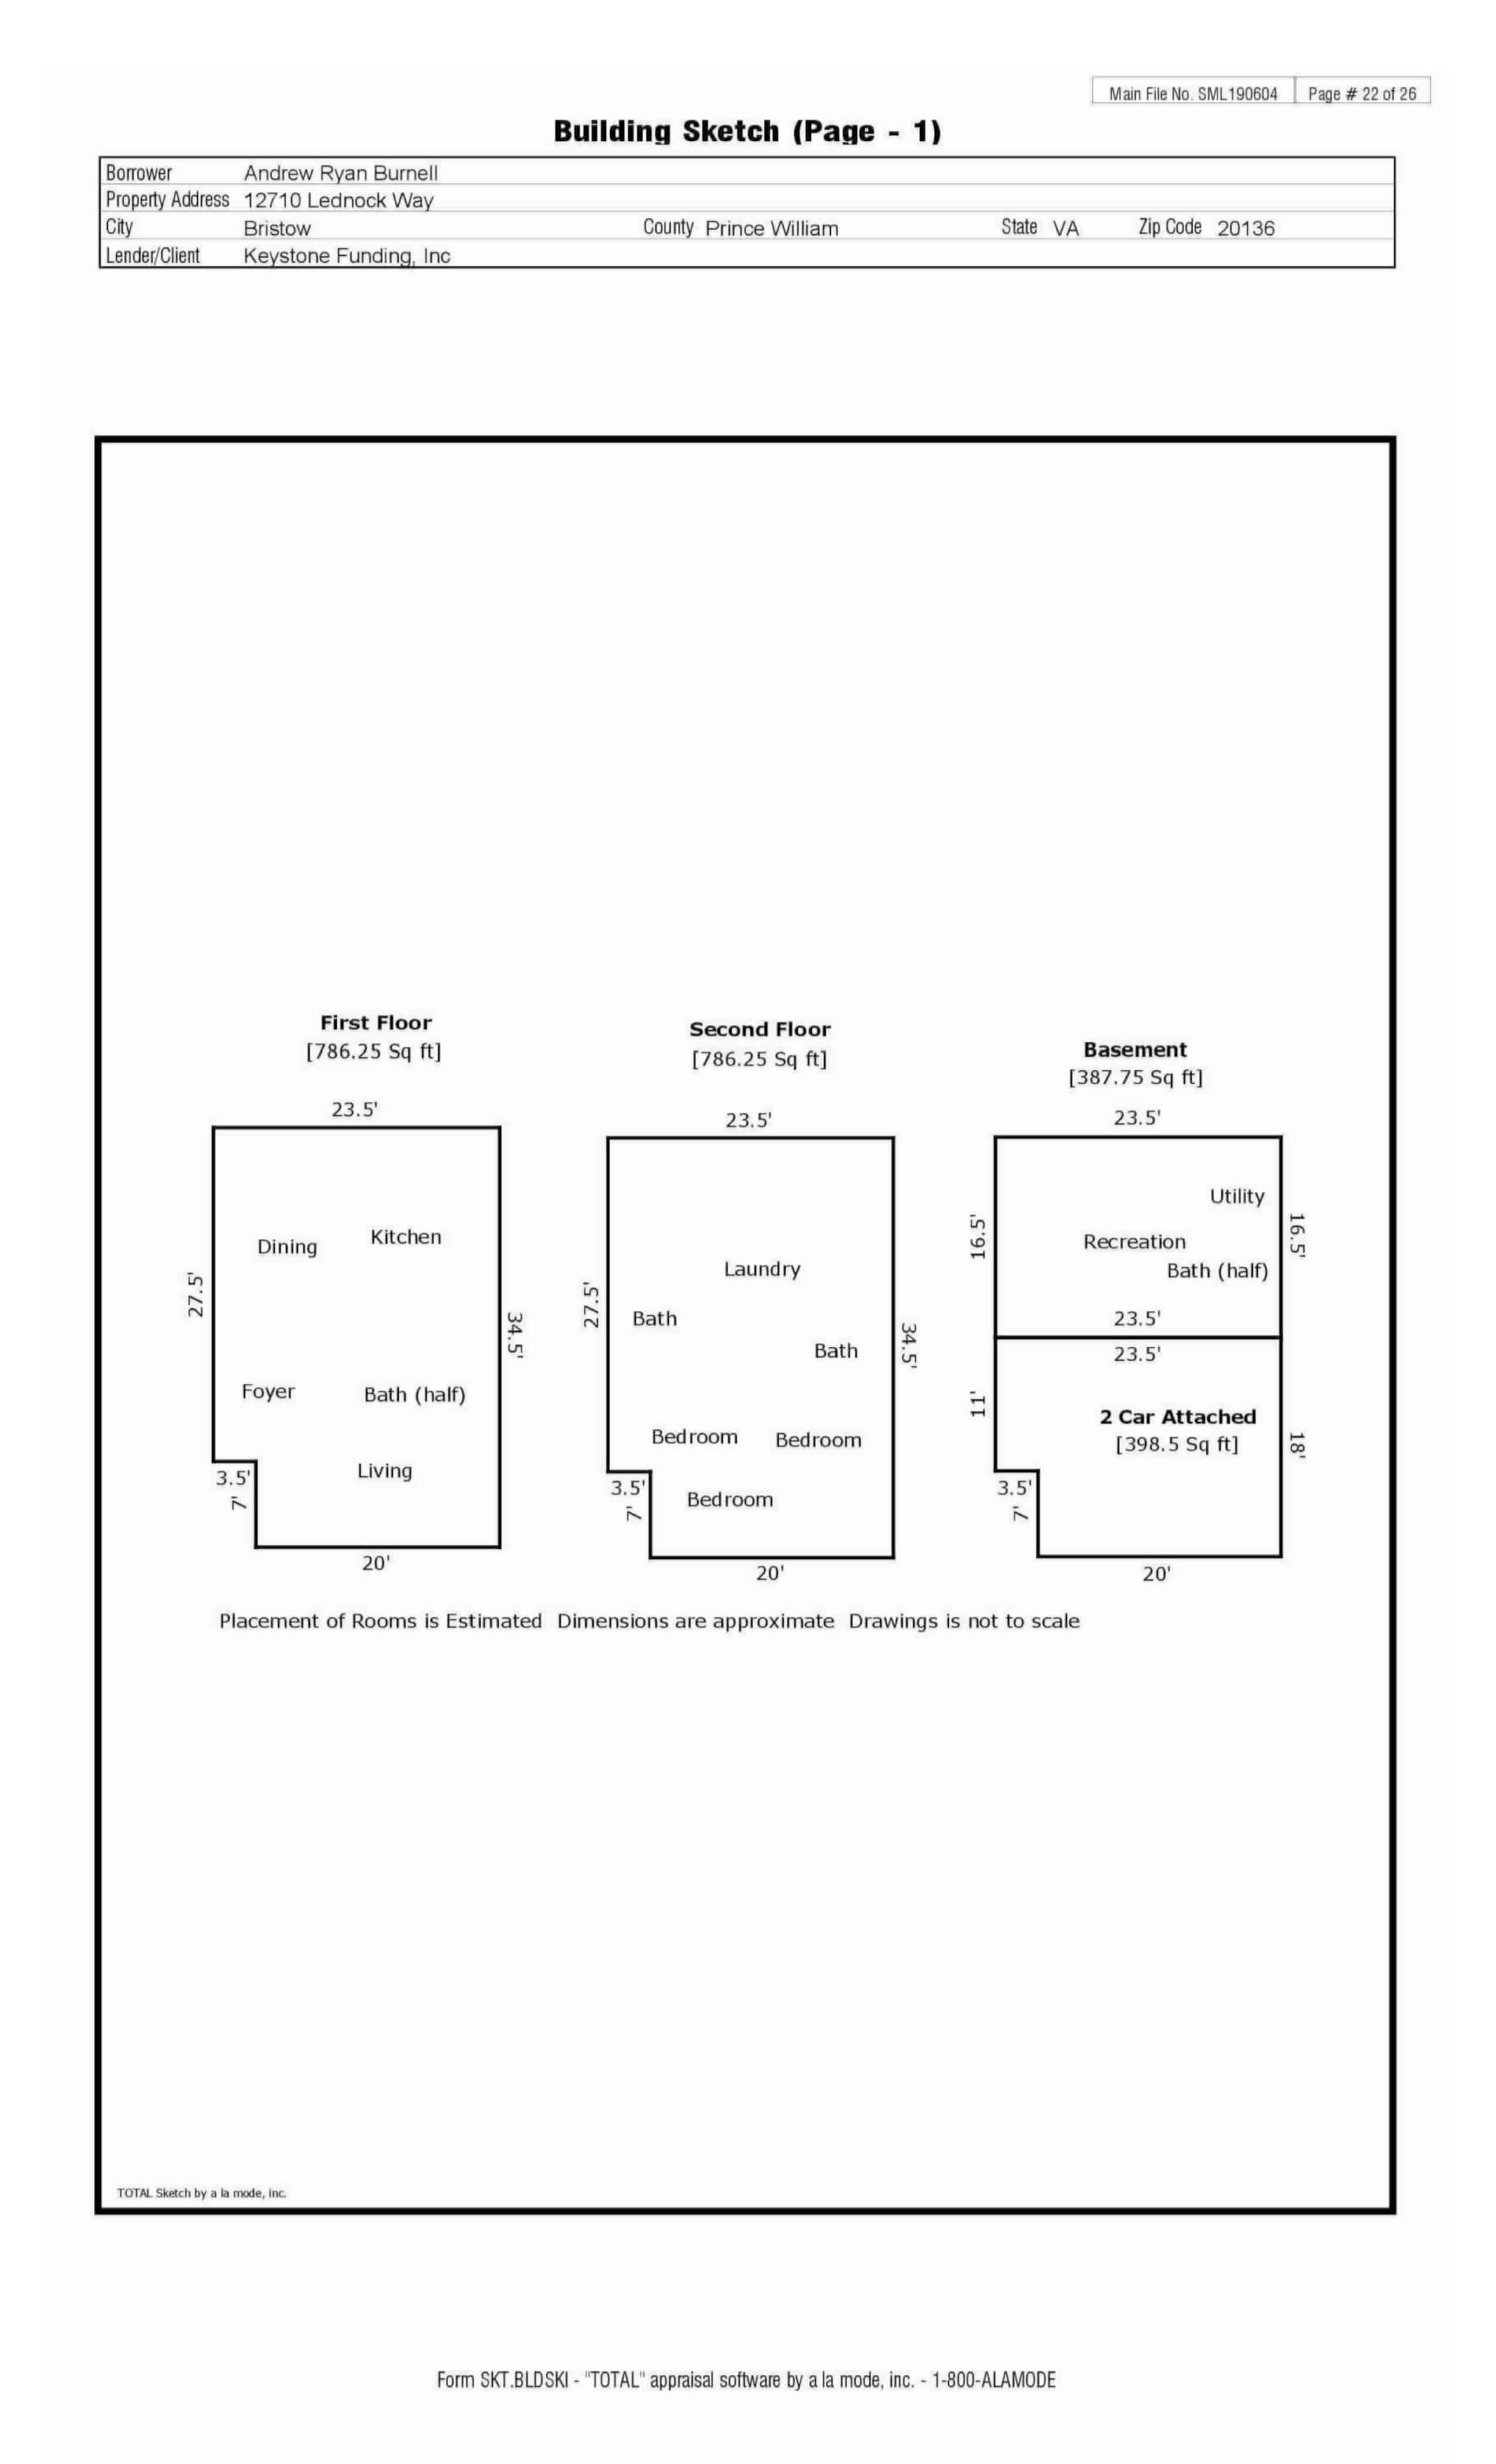 Main File No. SML190604 Page # 22 of 26
Building Sketch (Page - 1)
Borrower Andrew Ryan Burnell
Property Address 12710 Lednock Way
City Bristow County Prince William State VA Zip Code 20136
Lender/Client Keystone Funding, Inc
First Floor
[786.25 Sq ft]
23.5'
Dining Kitchen
27.5'
34.5'
Foyer Bath (half)
3.5' Living
7'
20'
Second Floor
[786.25 Sq ft]
23.5'
Laundry
27.5' Bath
Bath
34.5'
Bedroom Bedroom
3.5' Bedroom
7'
20'
Basement
[387.75 Sq ft]
23.5'
Utility
16.5' Recreation 16.5'
Bath (half)
23.5'
23.5'
11'
2 Car Attached
[398.5 Sq ft] 18'
3.5'
7'
20'
Placement of Rooms is Estimated Dimensions are approximate Drawings is not to scale
TOTAL Sketch by a la mode, inc.
Form SKT.BLDSKI - "TOTAL" appraisal software by a la mode, inc. - 1-800-ALAMODE